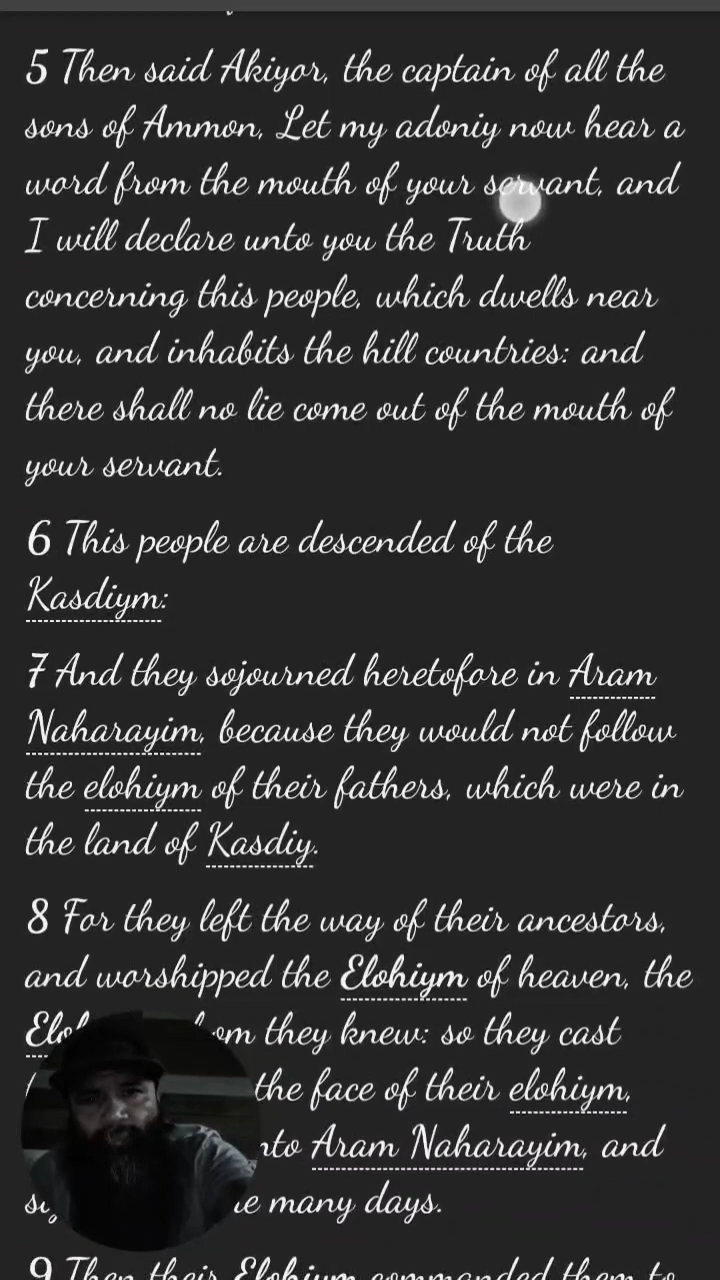 5 Then said Akiyor, the captain of all the
sons of Ammon, Let my adoniy now hear a
word from the mouth of your servant, and
I will declare unto you the Truth
concerning this people, which dwells near
you, and inhabits the hill countries: and
there shall no lie come out of the mouth of
your servant.
6 This people are descended of the
Kasdiym:
7 And they sojourned heretofore in Aram
Naharayim, because they would not follow
the elohiym of their fathers, which were in
the land of Kasdiy.
8 For they left the way of their ancestors,
and worshipped the Elohiym of heaven, the
they knew: so they cast
the face of their elohiym,
Aram Naharayim, and
many days.
9 Then their Elohiym commanded them to